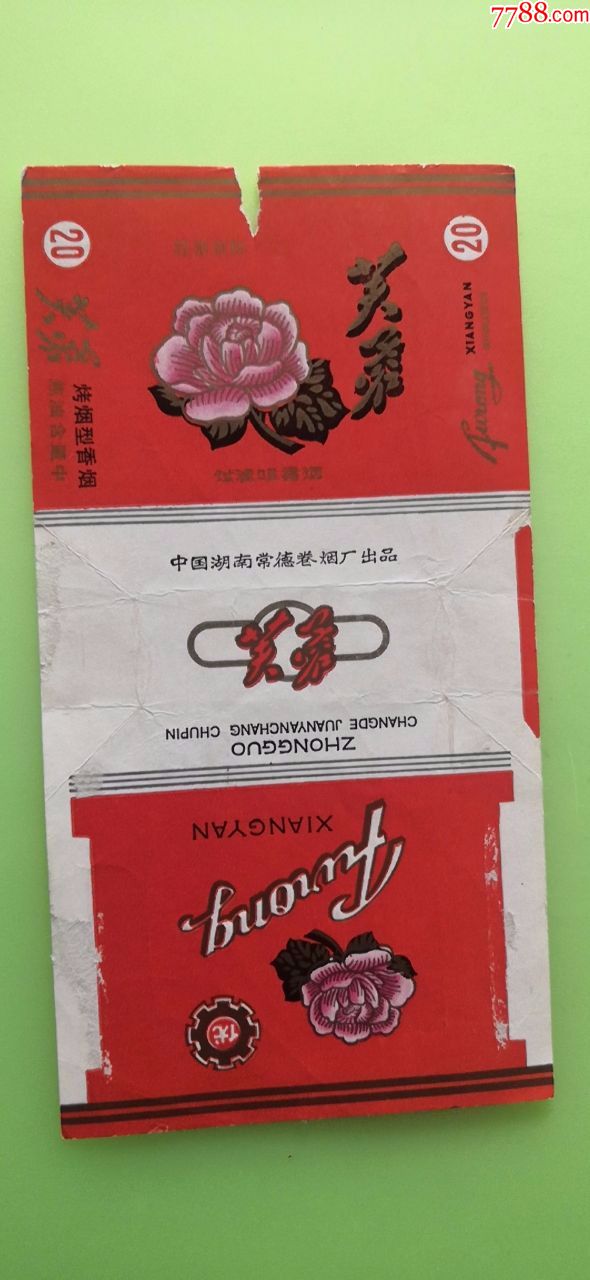 7788.com
20
20
芙蓉
XIANGYAN
Furong
芙蓉
烤烟型香烟
焦油含量中
中国湖南常德卷烟厂出品
芙蓉
ZHONGGUO
CHANGDE JUANYANCHANG CHUPIN
XIANGYAN
Furong
优